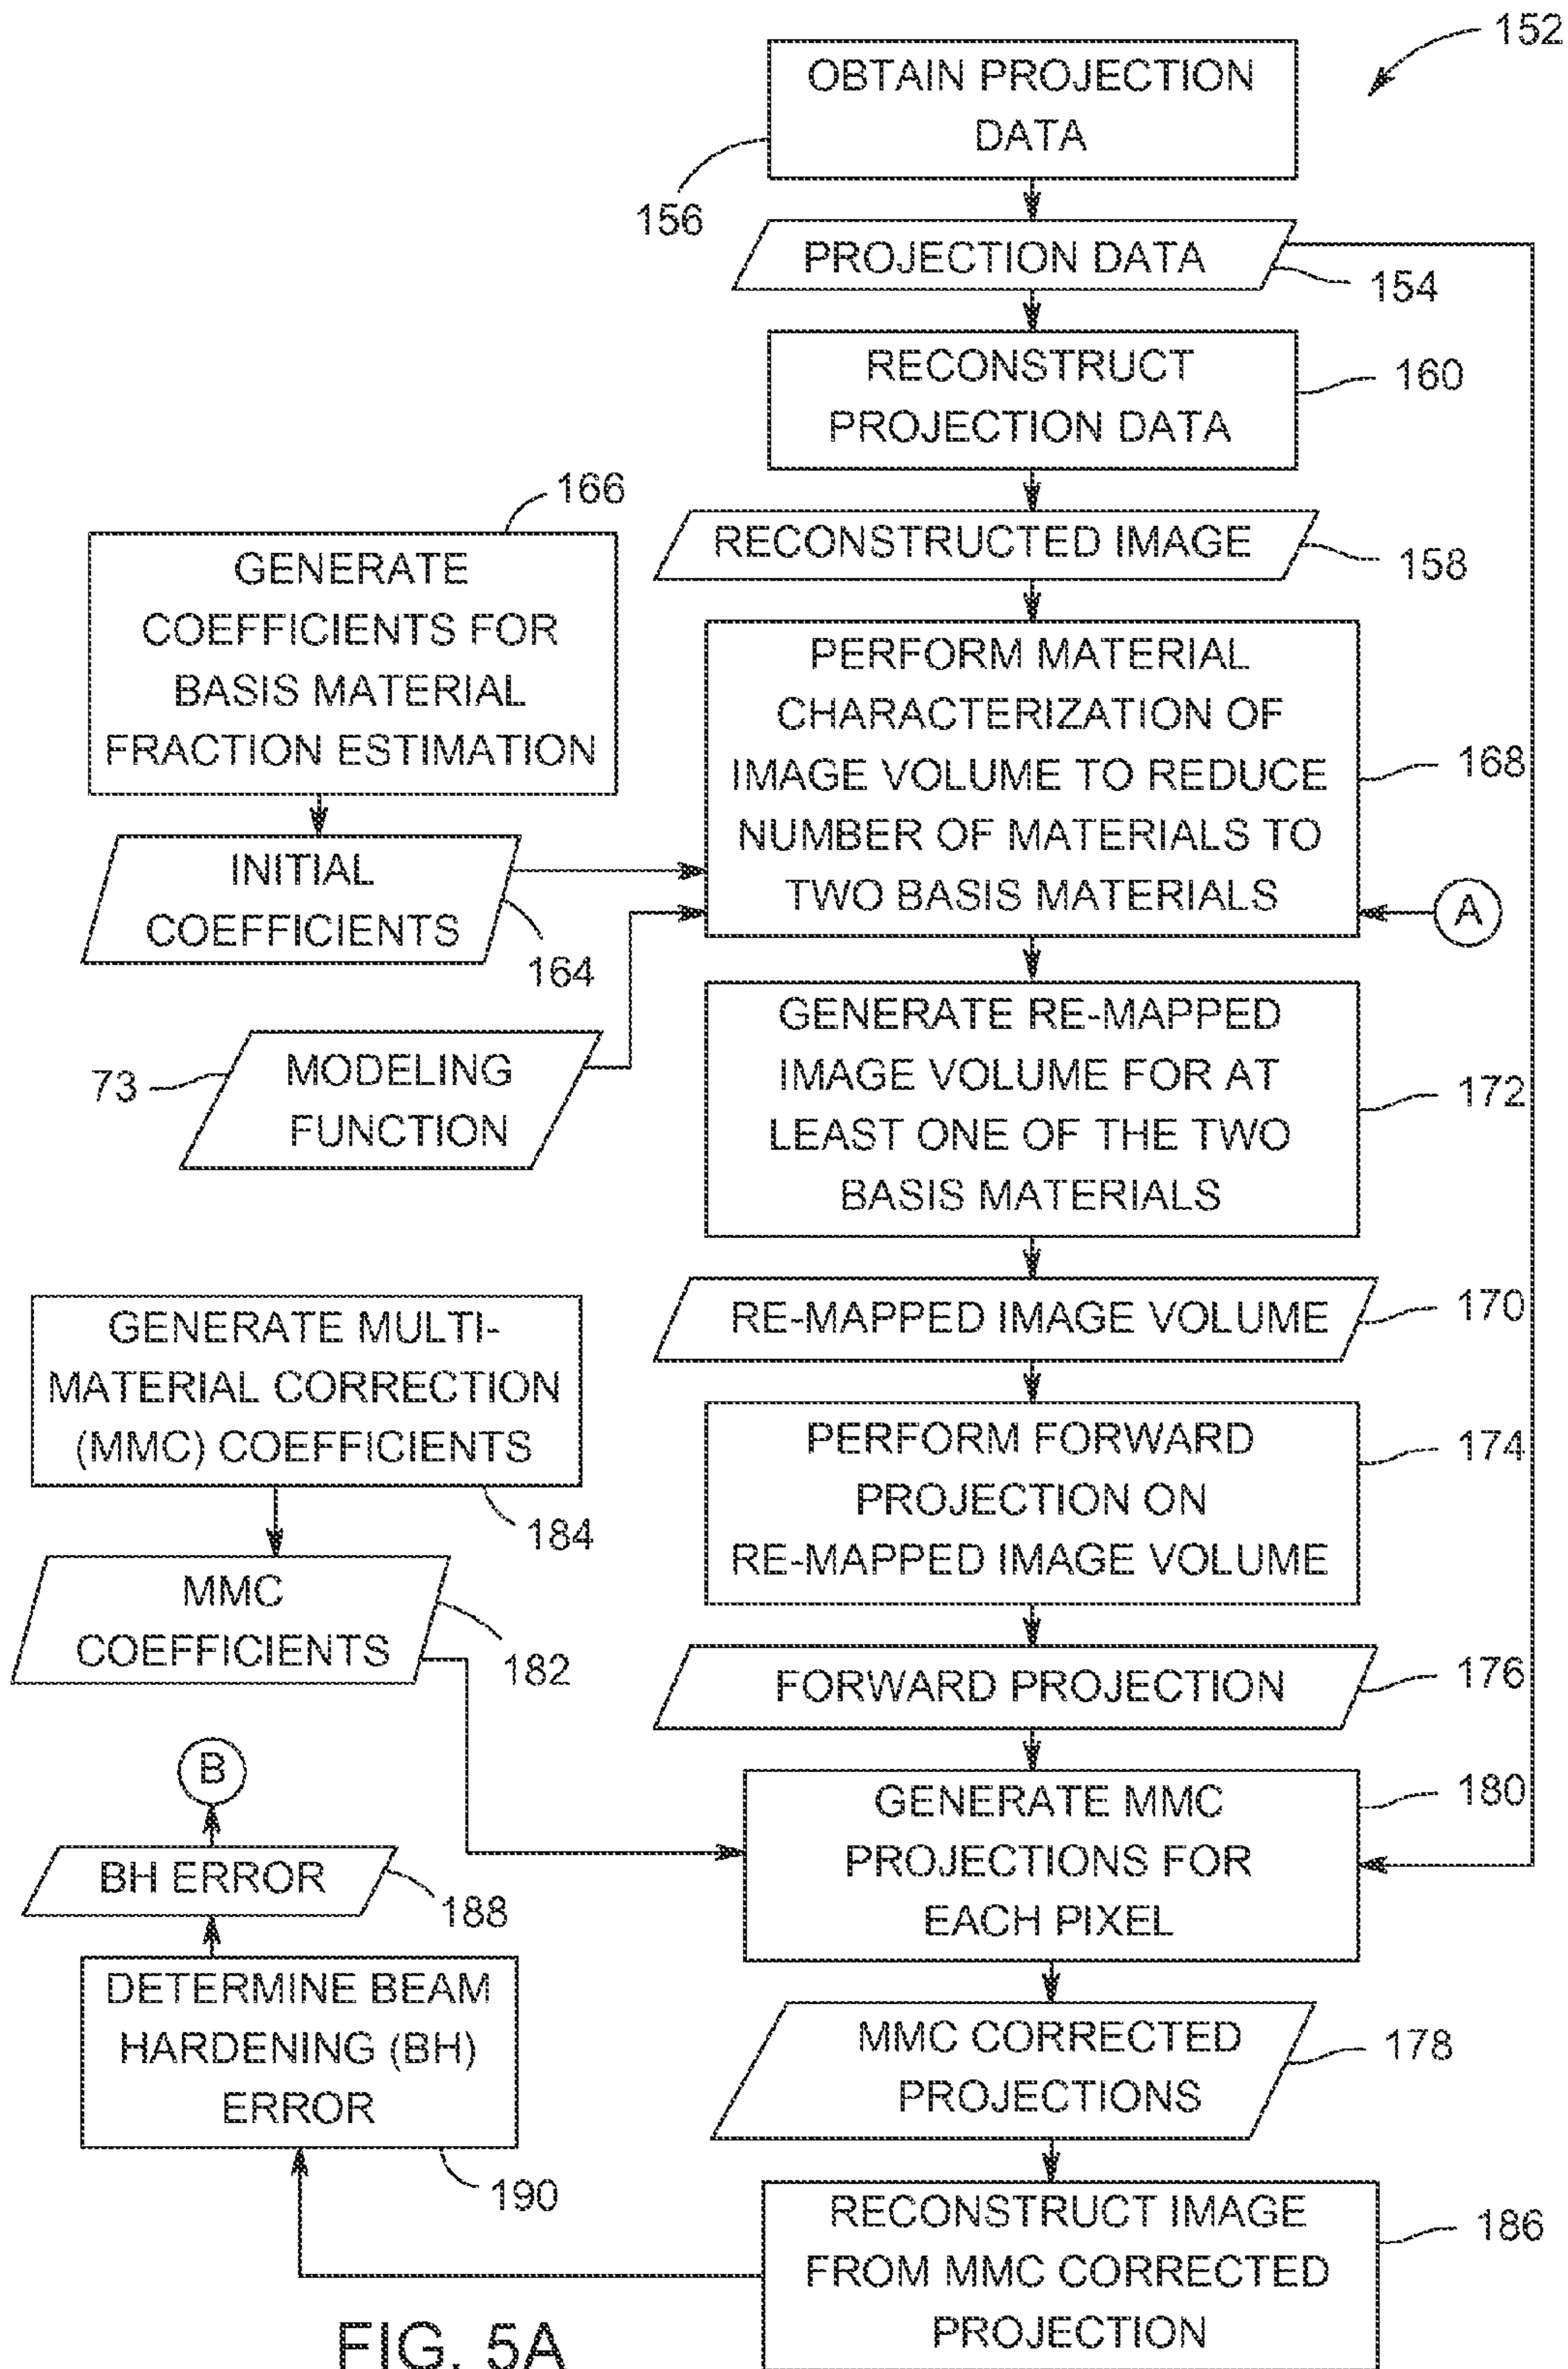 152
OBTAIN PROJECTION
DATA
156
PROJECTION DATA
154
RECONSTRUCT
PROJECTION DATA
160
RECONSTRUCTED IMAGE
158
166
GENERATE
COEFFICIENTS FOR
BASIS MATERIAL
FRACTION ESTIMATION
INITIAL
COEFFICIENTS
164
MODELING
FUNCTION
73
PERFORM MATERIAL
CHARACTERIZATION OF
IMAGE VOLUME TO REDUCE
NUMBER OF MATERIALS TO
TWO BASIS MATERIALS
168
A
GENERATE RE-MAPPED
IMAGE VOLUME FOR AT
LEAST ONE OF THE TWO
BASIS MATERIALS
172
RE-MAPPED IMAGE VOLUME
170
PERFORM FORWARD
PROJECTION ON
RE-MAPPED IMAGE VOLUME
174
FORWARD PROJECTION
176
GENERATE MULTI-
MATERIAL CORRECTION
(MMC) COEFFICIENTS
184
MMC
COEFFICIENTS
182
GENERATE MMC
PROJECTIONS FOR
EACH PIXEL
180
MMC CORRECTED
PROJECTIONS
178
RECONSTRUCT IMAGE
FROM MMC CORRECTED
PROJECTION
186
B
BH ERROR
188
DETERMINE BEAM
HARDENING (BH)
ERROR
190
FIG. 5A